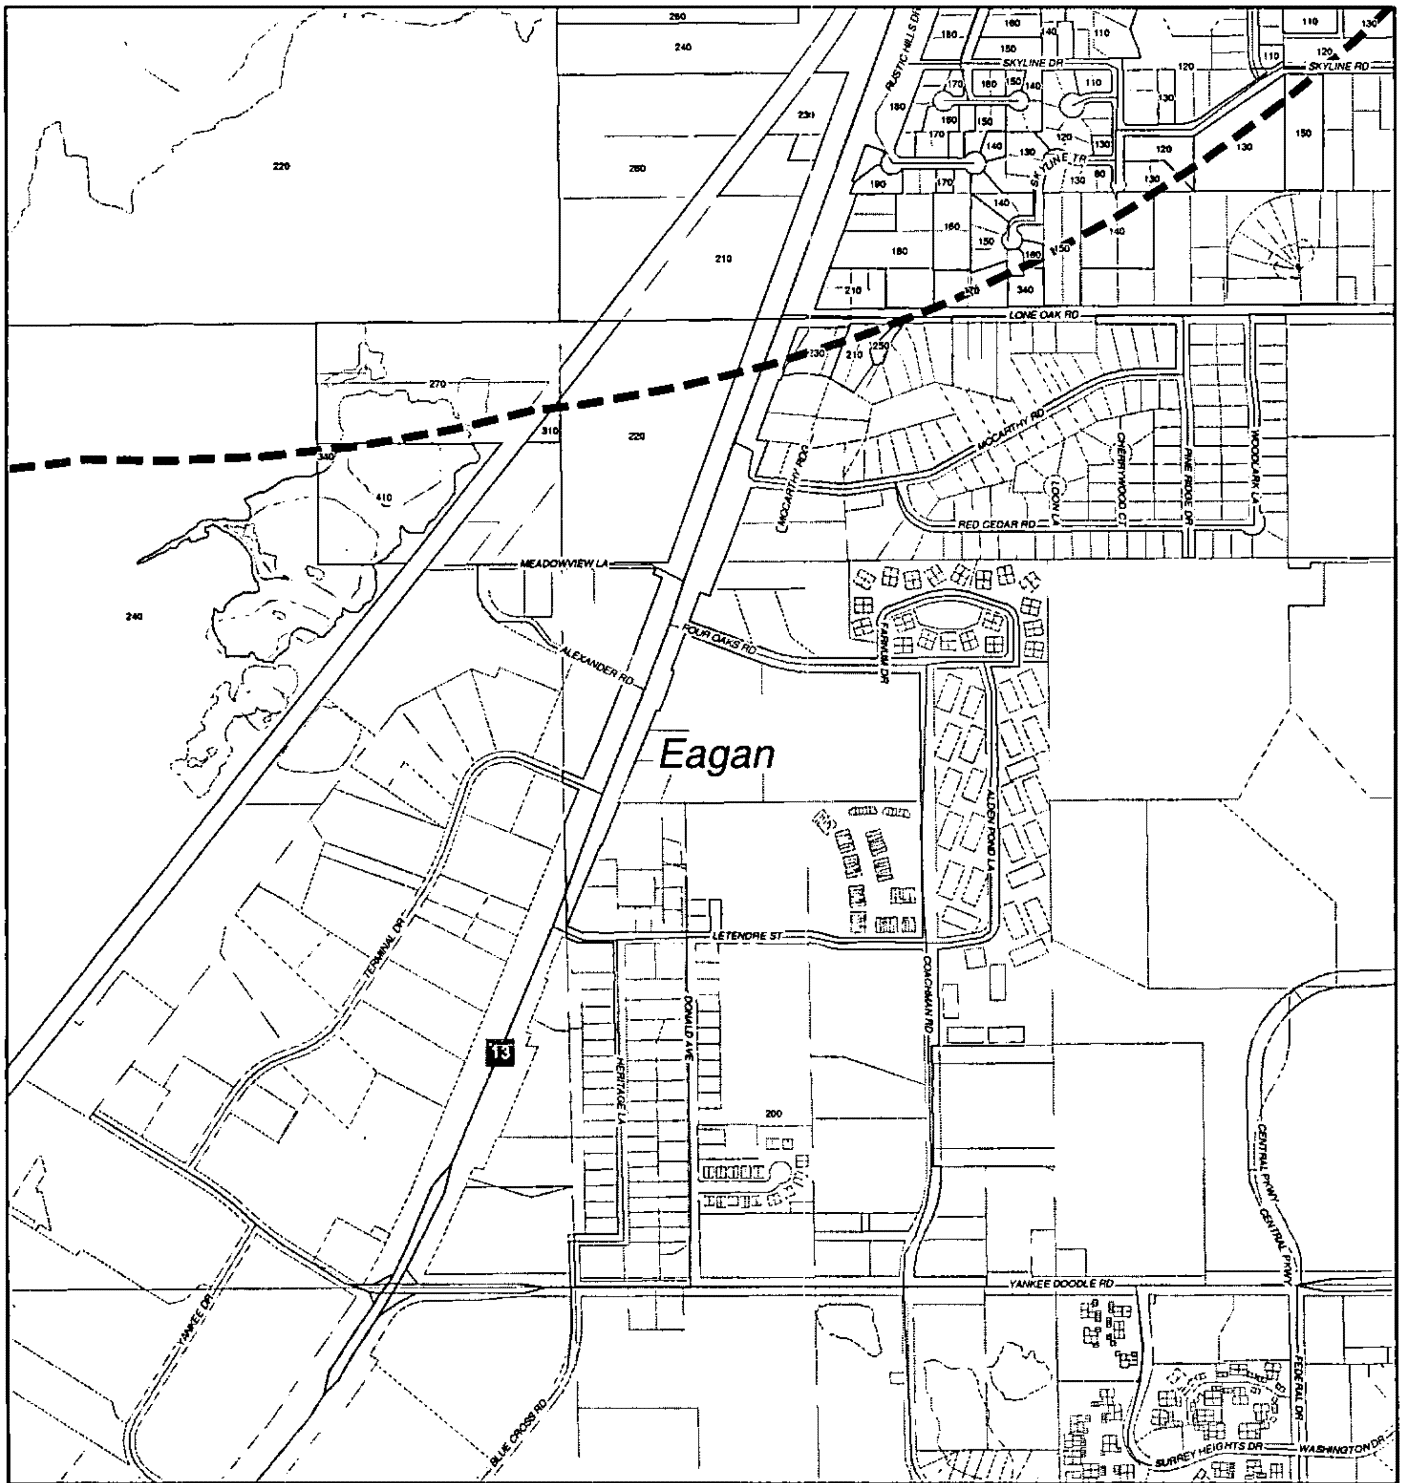 260
240
RUSTIC HILLS DR
180
160
150
140
110
110
130
120
110
120
SKYLINE DR
SKYLINE RD
170
180
150
140
110
130
180
160
150
170
120
130
140
130
120
130
150
230
220
260
190
170
SKYLINE TR
130
80
130
140
160
150
140
180
150
160
210
210
340
LONE OAK RD
210
250
270
310
220
340
410
MCCARTHY RD
MCCARTHY RDG
LOON LA
CHERRYWOOD CT
PINE RIDGE DR
WOODLARK LA
RED CEDAR RD
MEADOWVIEW LA
240
FOUR OAKS RD
FARNUM DR
ALEXANDER RD
Eagan
ALDEN POND LA
TERMINAL DR
LETENDRE ST
COACHMAN RD
DONALD AVE
13
HERITAGE LA
200
CENTRAL PKWY
CENTRAL PKWY
YANKEE DOODLE RD
YANKEE DR
BLUE CROSS RD
FEDERAL DR
SURREY HEIGHTS DR
WASHINGTON DR